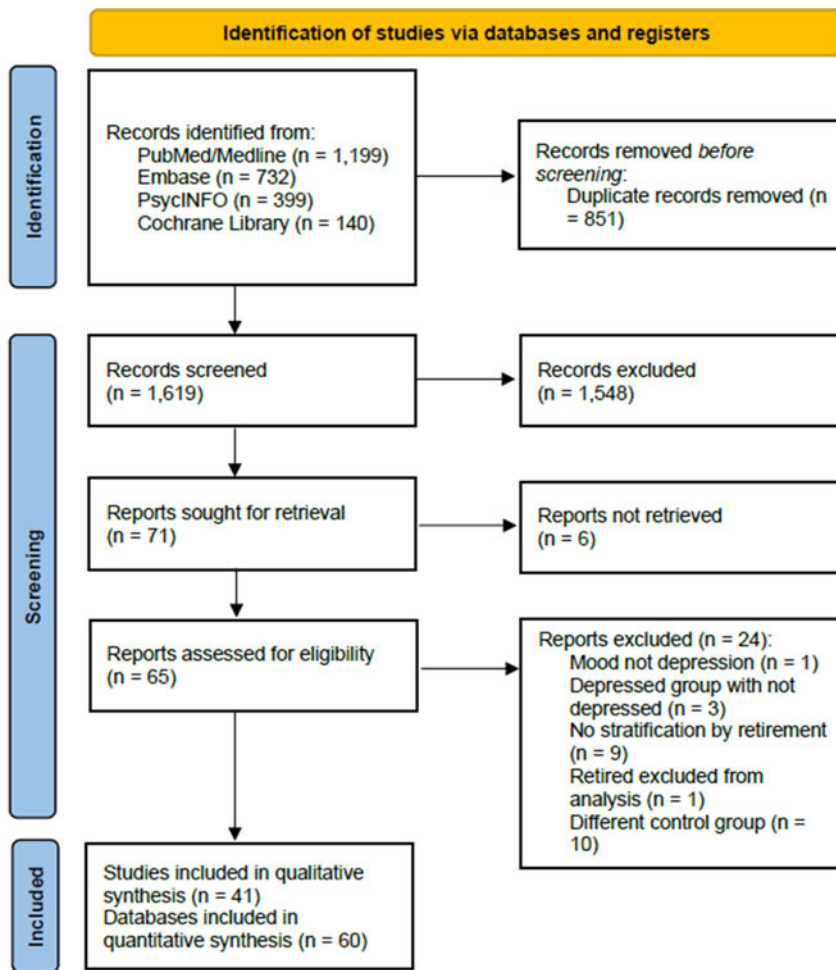 Identification of studies via databases and registers
Identification
Records identified from:
PubMed/Medline (n = 1,199)
Embase (n = 732)
PsycINFO (n = 399)
Cochrane Library (n = 140)
Records removed before
screening:
Duplicate records removed (n
= 851)
Screening
Records screened
(n = 1,619)
Records excluded
(n = 1,548)
Reports sought for retrieval
(n = 71)
Reports not retrieved
(n = 6)
Reports assessed for eligibility
(n = 65)
Reports excluded (n = 24):
Mood not depression (n = 1)
Depressed group with not
depressed (n = 3)
No stratification by retirement
(n = 9)
Retired excluded from
analysis (n = 1)
Different control group (n =
10)
Included
Studies included in qualitative
synthesis (n = 41)
Databases included in
quantitative synthesis (n = 60)